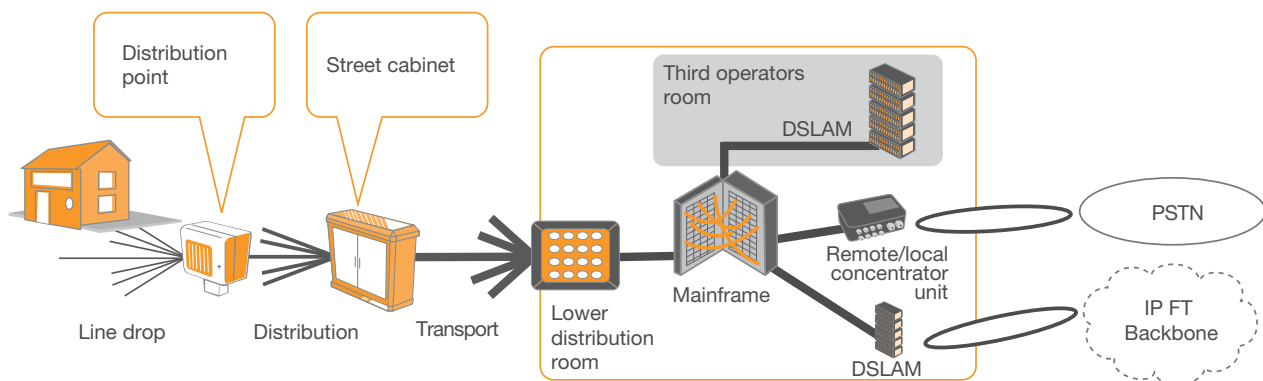 Distribution
point
Street cabinet
Third operators
room
DSLAM
PSTN
Remote/local
concentrator
unit
Mainframe
IP FT
Backbone
Line drop
Distribution
Transport
Lower
distribution
room
DSLAM